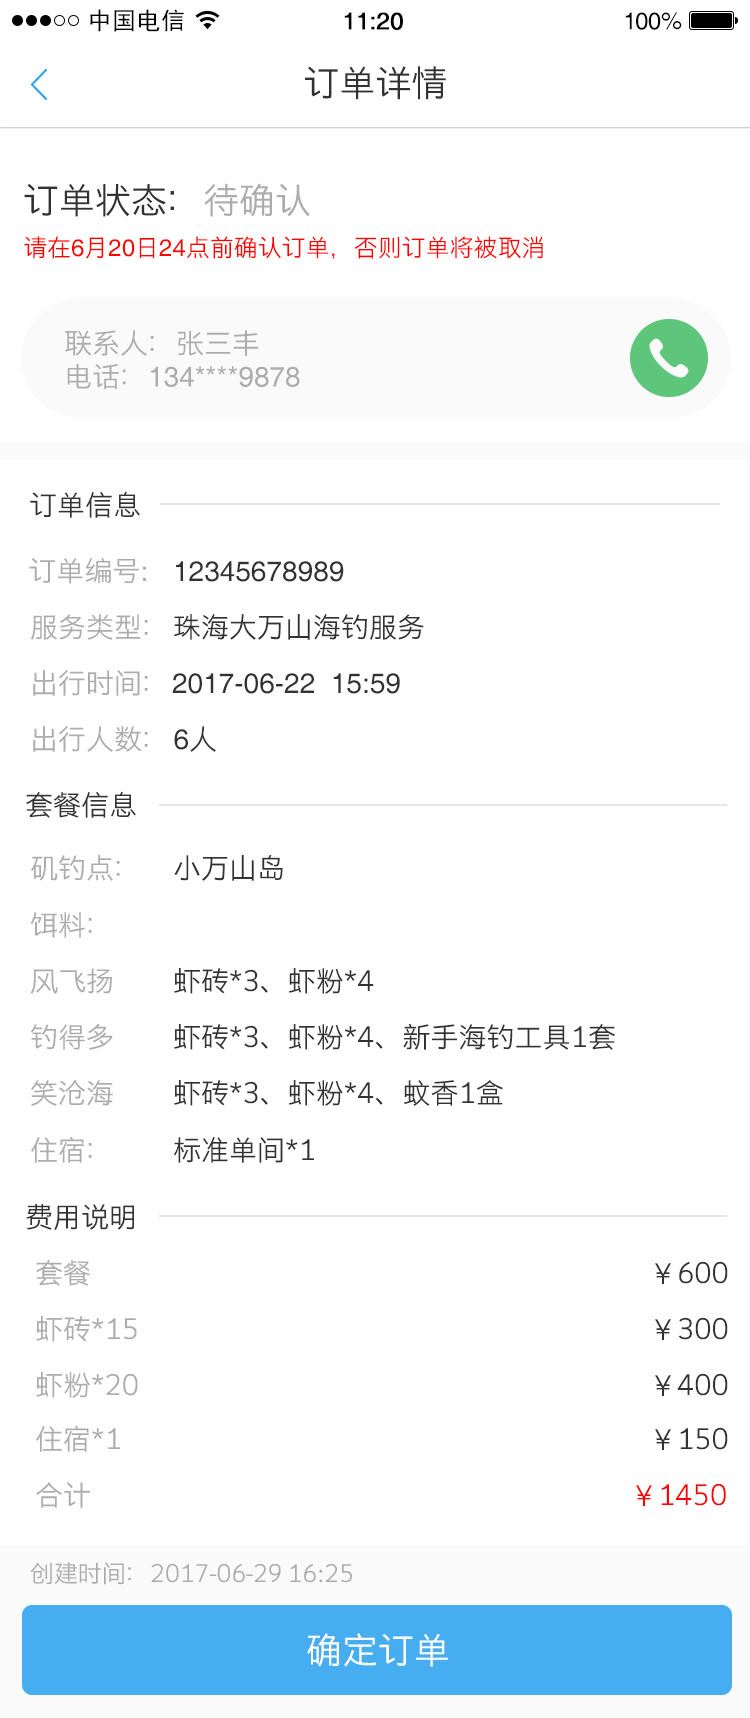 中国电信 11:20 100%
订单详情
订单状态: 待确认
请在6月20日24点前确认订单，否则订单将被取消
联系人: 张三丰
电话: 134****9878
订单信息
订单编号: 12345678989
服务类型: 珠海大万山海钓服务
出行时间: 2017-06-22 15:59
出行人数: 6人
套餐信息
矶钓点: 小万山岛
饵料:
风飞扬 虾砖*3、虾粉*4
钓得多 虾砖*3、虾粉*4、新手海钓工具1套
笑沧海 虾砖*3、虾粉*4、蚊香1盒
住宿: 标准单间*1
费用说明
套餐 ¥600
虾砖*15 ¥300
虾粉*20 ¥400
住宿*1 ¥150
合计 ¥1450
创建时间: 2017-06-29 16:25
确定订单